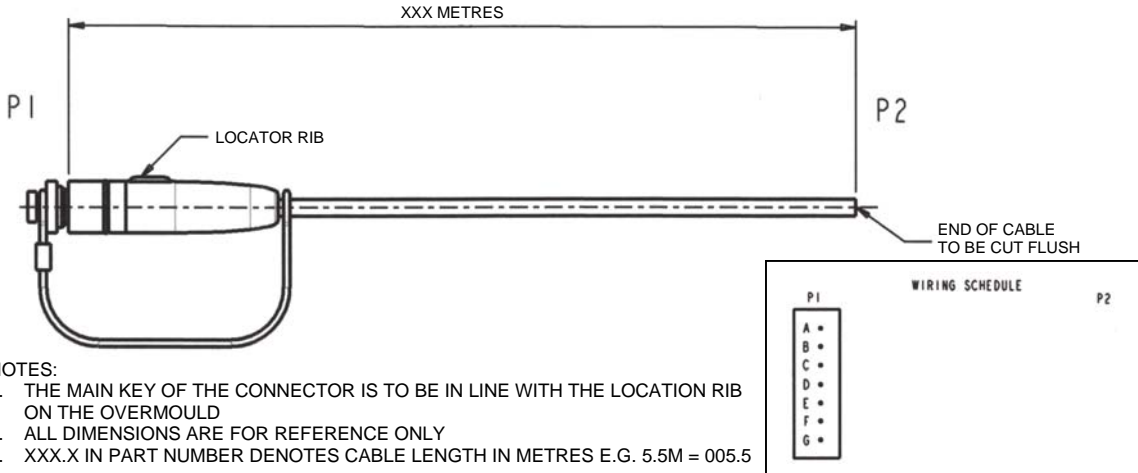 XXX METRES
P1
P2
LOCATOR RIB
END OF CABLE
TO BE CUT FLUSH
WIRING SCHEDULE
P1
P2
A
B
C
D
E
F
G
NOTES:
THE MAIN KEY OF THE CONNECTOR IS TO BE IN LINE WITH THE LOCATION RIB
ON THE OVERMOULD
ALL DIMENSIONS ARE FOR REFERENCE ONLY
XXX.X IN PART NUMBER DENOTES CABLE LENGTH IN METRES E.G. 5.5M = 005.5